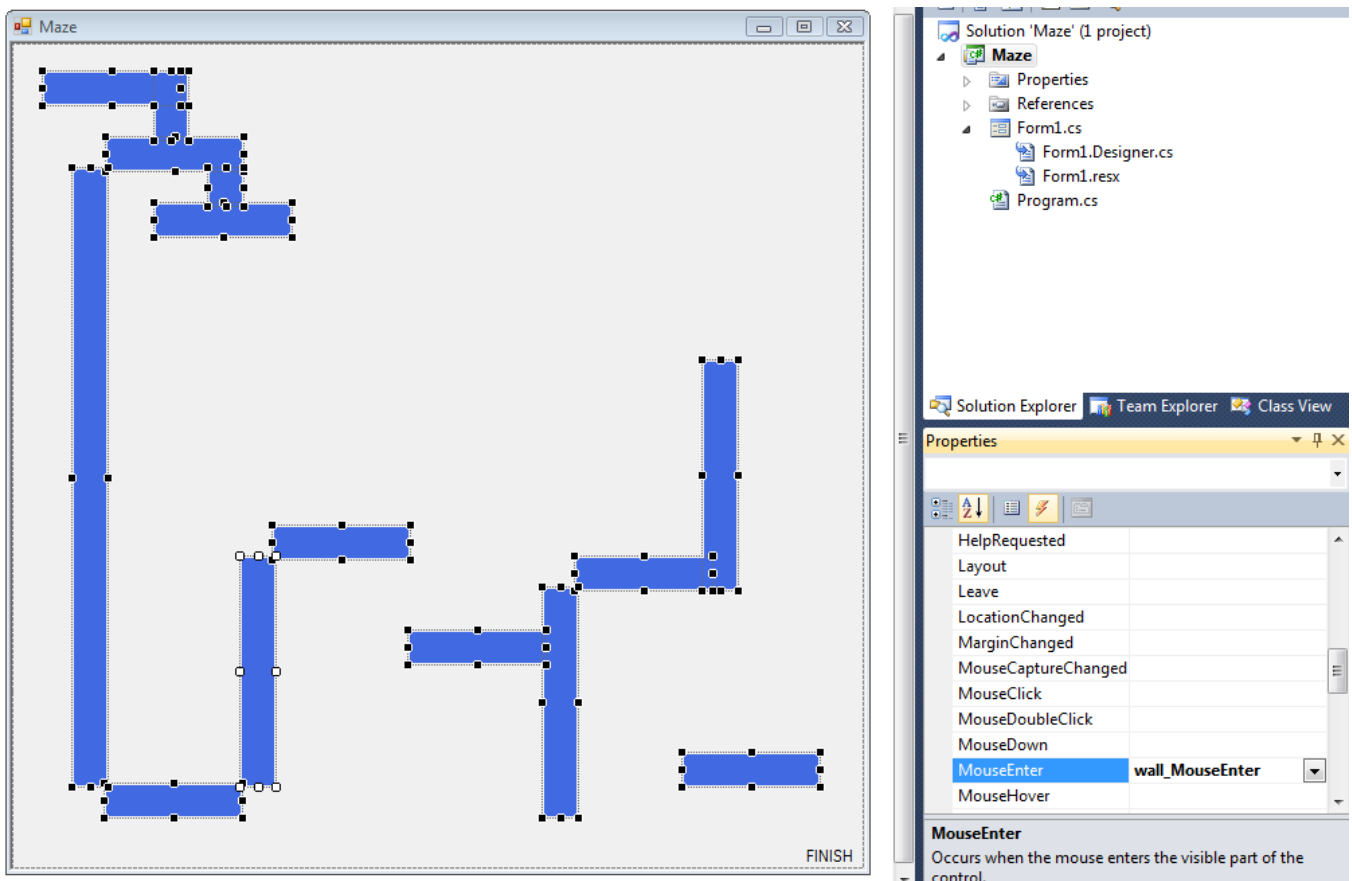 Maze
FINISH
Solution 'Maze' (1 project)
Maze
Properties
References
Form1.cs
Form1.Designer.cs
Form1.resx
Program.cs
Solution Explorer Team Explorer Class View
Properties
HelpRequested
Layout
Leave
LocationChanged
MarginChanged
MouseCaptureChanged
MouseClick
MouseDoubleClick
MouseDown
MouseEnter wall_MouseEnter
MouseHover
MouseEnter
Occurs when the mouse enters the visible part of the
control.